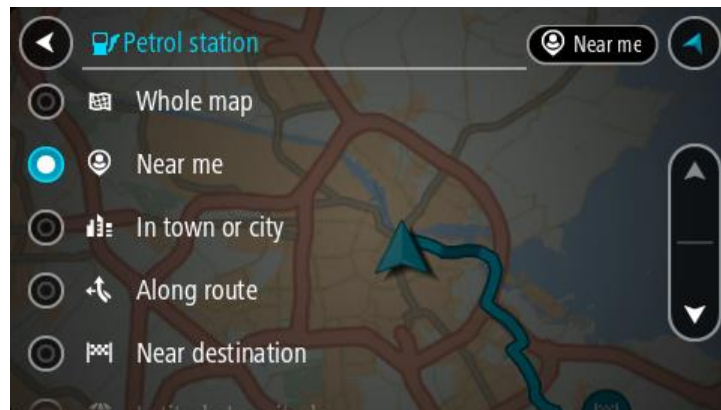 Petrol station
Near me
Whole map
Near me
In town or city
Along route
Near destination